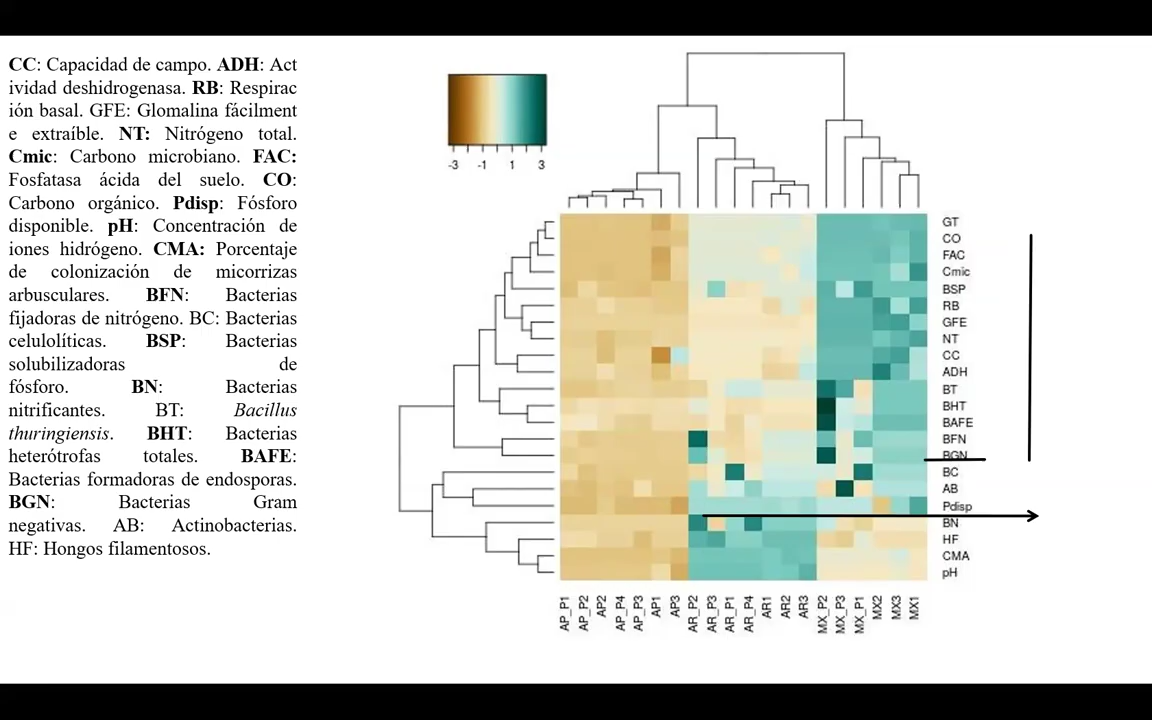 CC: Capacidad de campo. ADH: Act
ividad deshidrogenasa. RB: Respirac
ión basal. GFE: Glomalina fácilment
e extraíble. NT: Nitrógeno total.
Cmic: Carbono microbiano. FAC:
Fosfatasa ácida del suelo. CO:
Carbono orgánico. Pdisp: Fósforo
disponible. pH: Concentración de
iones hidrógeno. CMA: Porcentaje
de colonización de micorrizas
arbusculares. BFN: Bacterias
fijadoras de nitrógeno. BC: Bacterias
celulolíticas. BSP: Bacterias
solubilizadoras de
fósforo. BN: Bacterias
nitrificantes. BT: Bacillus
thuringiensis. BHT: Bacterias
heterótrofas totales. BAFE:
Bacterias formadoras de endosporas.
BGN: Bacterias Gram
negativas. AB: Actinobacterias.
HF: Hongos filamentosos.
-3 -1 1 3
GT
CO
FAC
Cmic
BSP
RB
GFE
NT
CC
ADH
BT
BHT
BAFE
BFN
BGN
BC
AB
Pdisp
BN
HF
CMA
pH
AP_P1
AP_P2
AP2
AP_P4
AP_P3
AP1
AP3
AR_P2
AR_P3
AR_P1
AR_P4
AR1
AR2
AR3
MX_P2
MX_P3
MX_P1
MX2
MX3
MX1